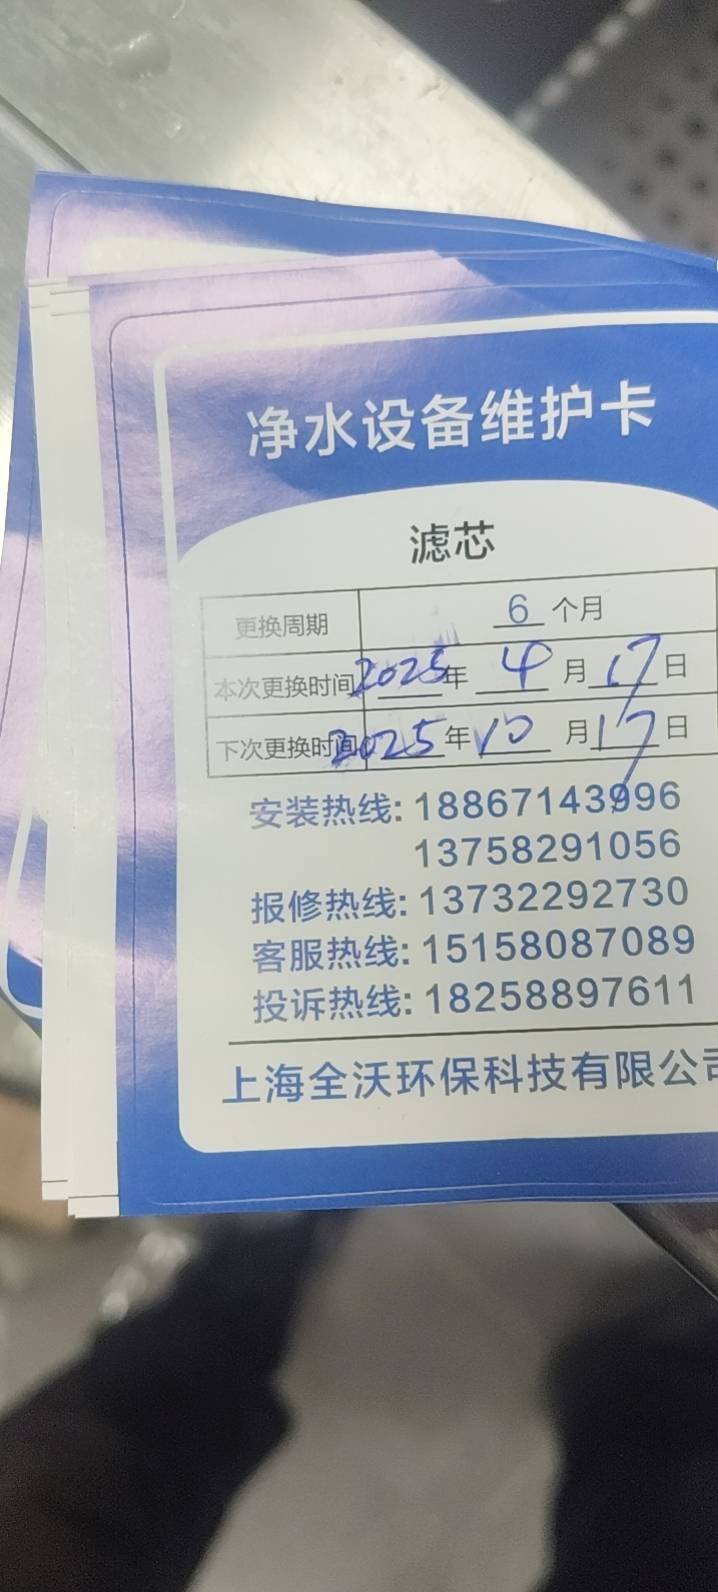 净水设备维护卡
滤芯
更换周期 6 个月
本次更换时间 2025 年 4 月 17 日
下次更换时间 2025 年 10 月 17 日
安装热线: 18867143996
13758291056
报修热线: 13732292730
客服热线: 15158087089
投诉热线: 18258897611
上海全沃环保科技有限公司